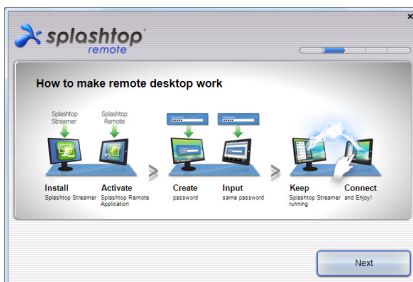 splashtop
remote
How to make remote desktop work
Splashtop Streamer
Splashtop Remote
Install
Splashtop Streamer
Activate
Splashtop Remote Application
Create
password
Input
same password
Keep
Splashtop Streamer running
Connect
and Enjoy!
Next